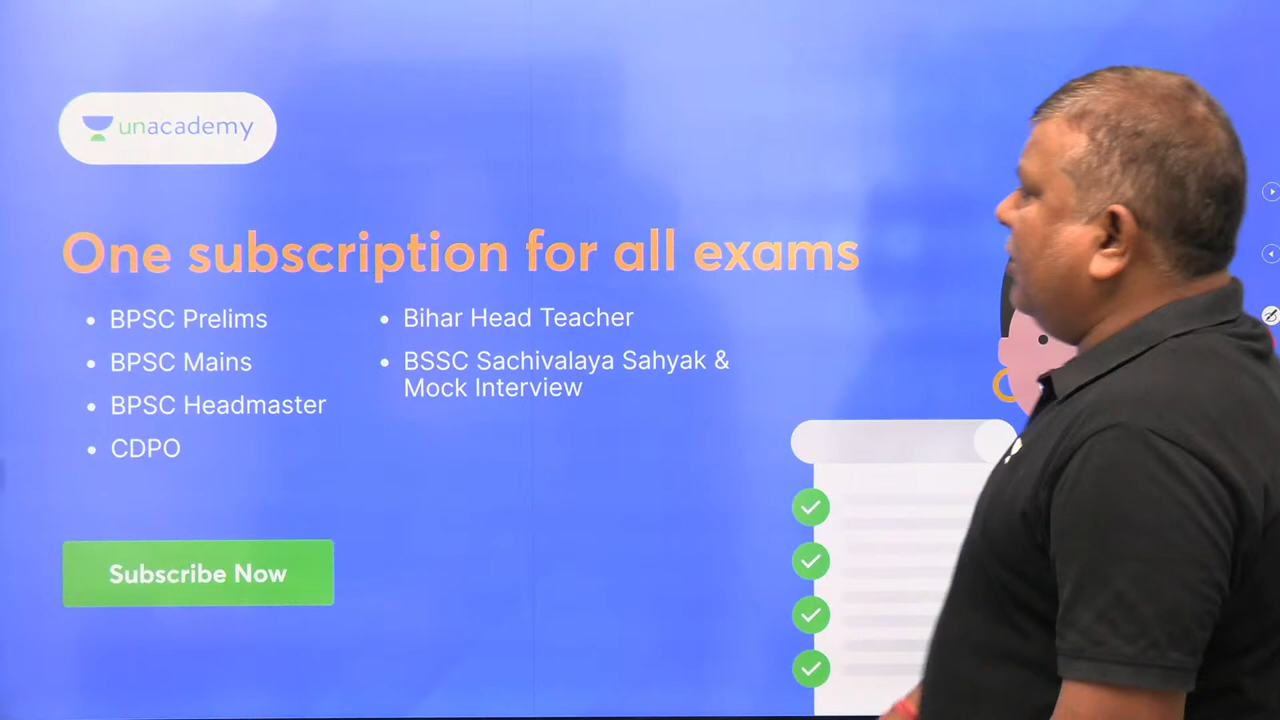 unacademy
One subscription for all exams
BPSC Prelims
BPSC Mains
BPSC Headmaster
CDPO
Bihar Head Teacher
BSSC Sachivalaya Sahyak &
Mock Interview
Subscribe Now